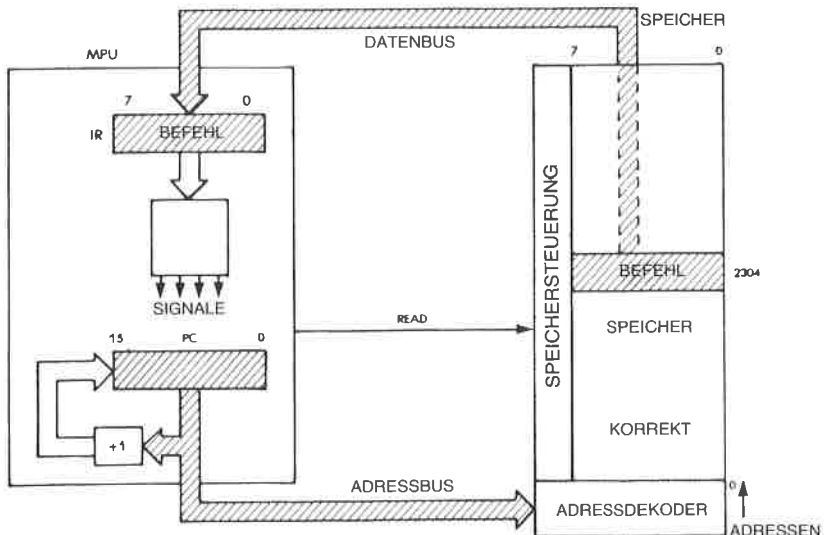 SPEICHER
DATENBUS
MPU
7 0
7 0
IR BEFEHL
SPEICHERSTEUERUNG
BEFEHL 2304
SIGNALE
READ
SPEICHER
15 PC 0
KORREKT
+1
ADRESSBUS
0
ADRESSDEKODER
ADRESSEN